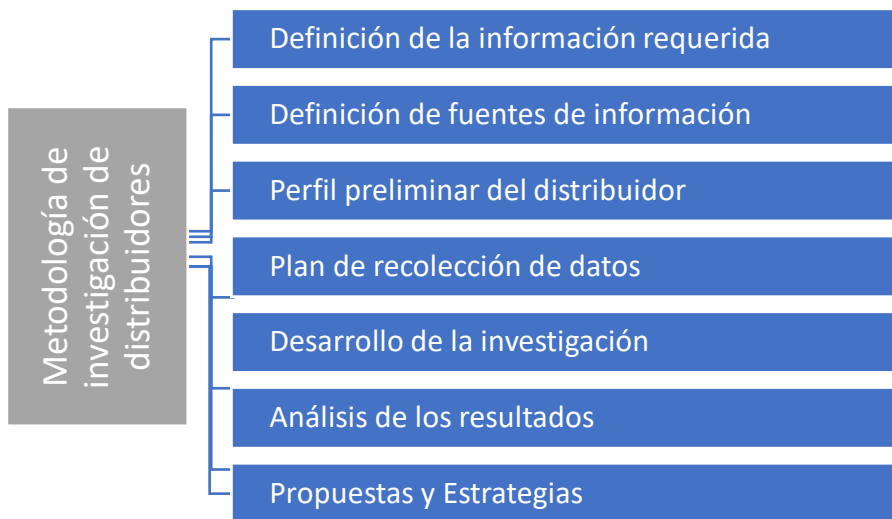 Metodología de
investigación de
distribuidores
Definición de la información requerida
Definición de fuentes de información
Perfil preliminar del distribuidor
Plan de recolección de datos
Desarrollo de la investigación
Análisis de los resultados
Propuestas y Estrategias